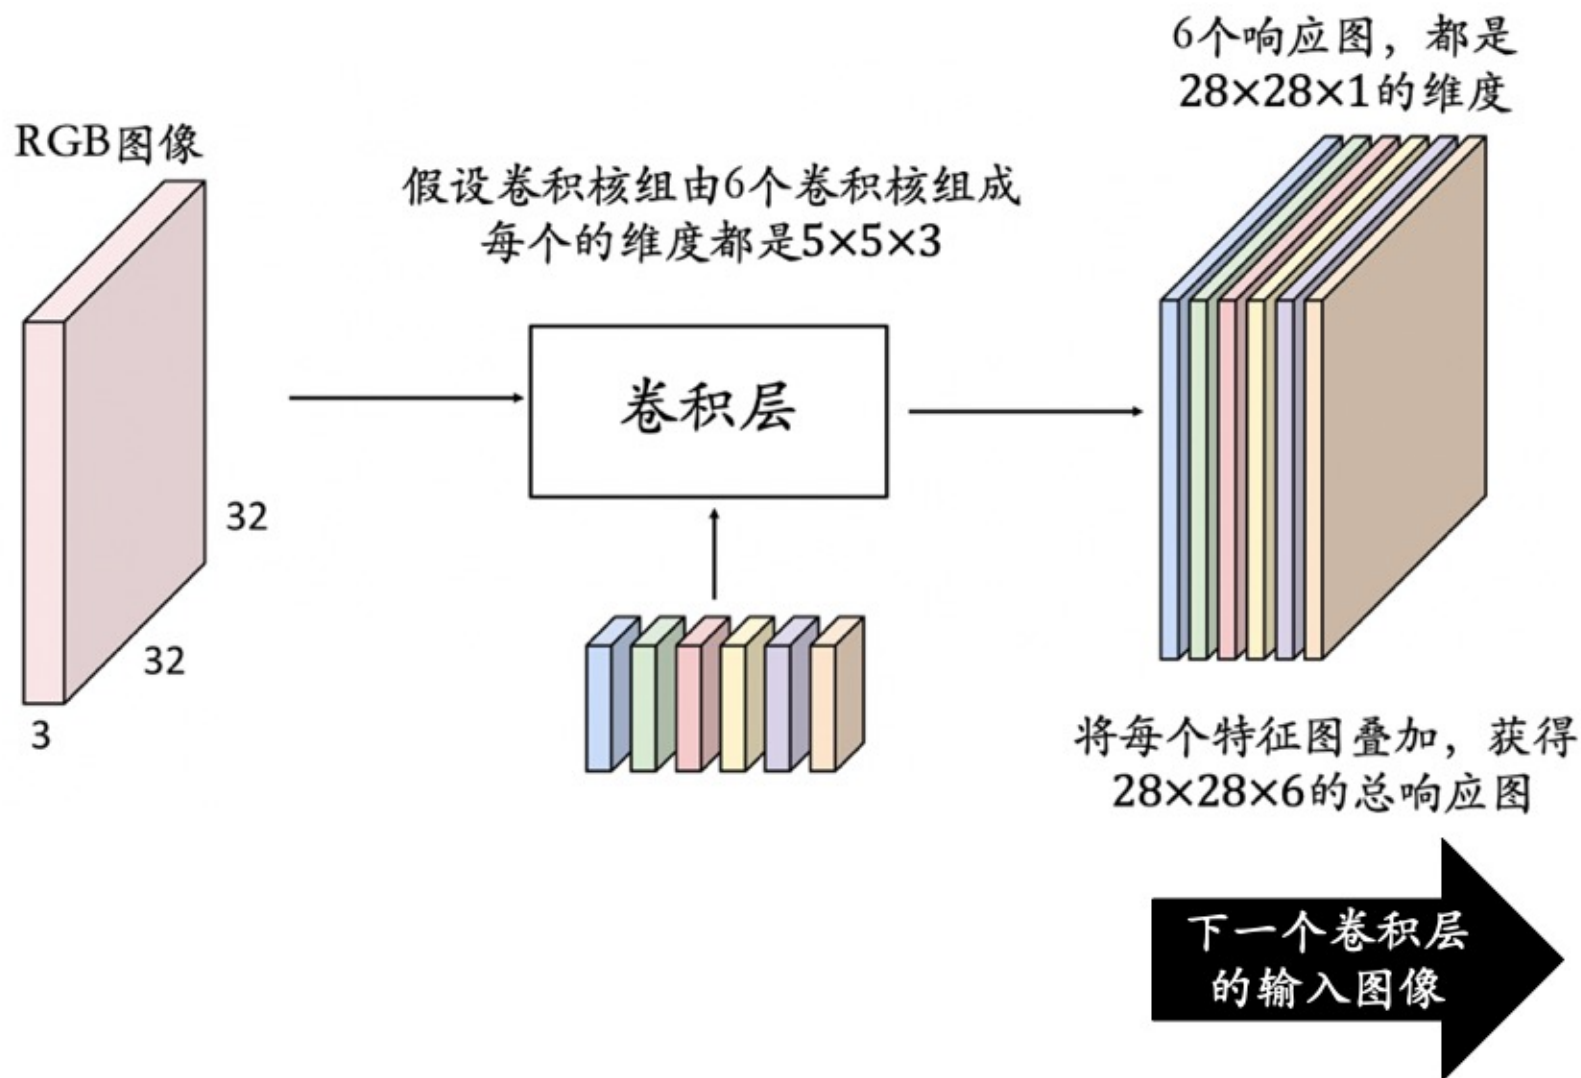 6个响应图，都是
28×28×1的维度
RGB图像
假设卷积核组由6个卷积核组成
每个的维度都是5×5×3
卷积层
32
32
3
将每个特征图叠加，获得
28×28×6的总响应图
下一个卷积层
的输入图像